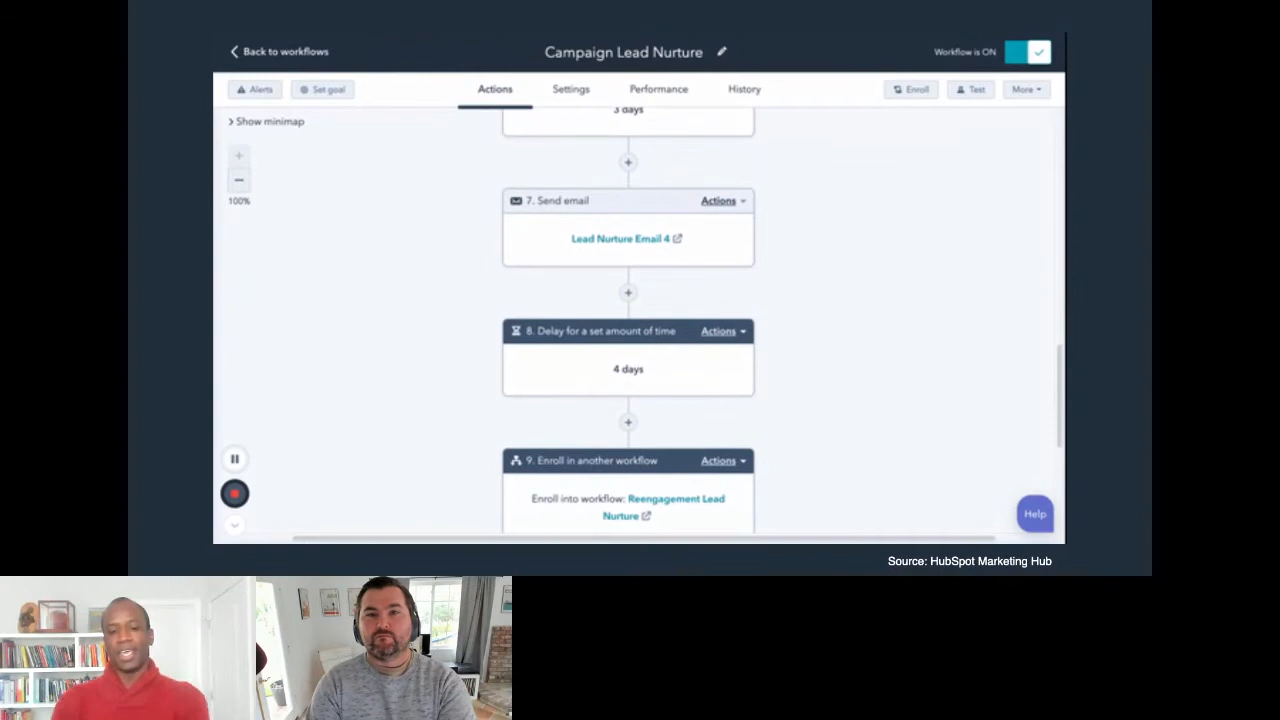 Back to workflows
Campaign Lead Nurture
Workflow is ON
Alerts
Set goal
Actions
Settings
Performance
History
Enroll
Test
More
Show minimap
3 days
100%
7. Send email
Actions
Lead Nurture Email 4
8. Delay for a set amount of time
Actions
4 days
9. Enroll in another workflow
Actions
Enroll into workflow: Reengagement Lead
Nurture
Help
Source: HubSpot Marketing Hub